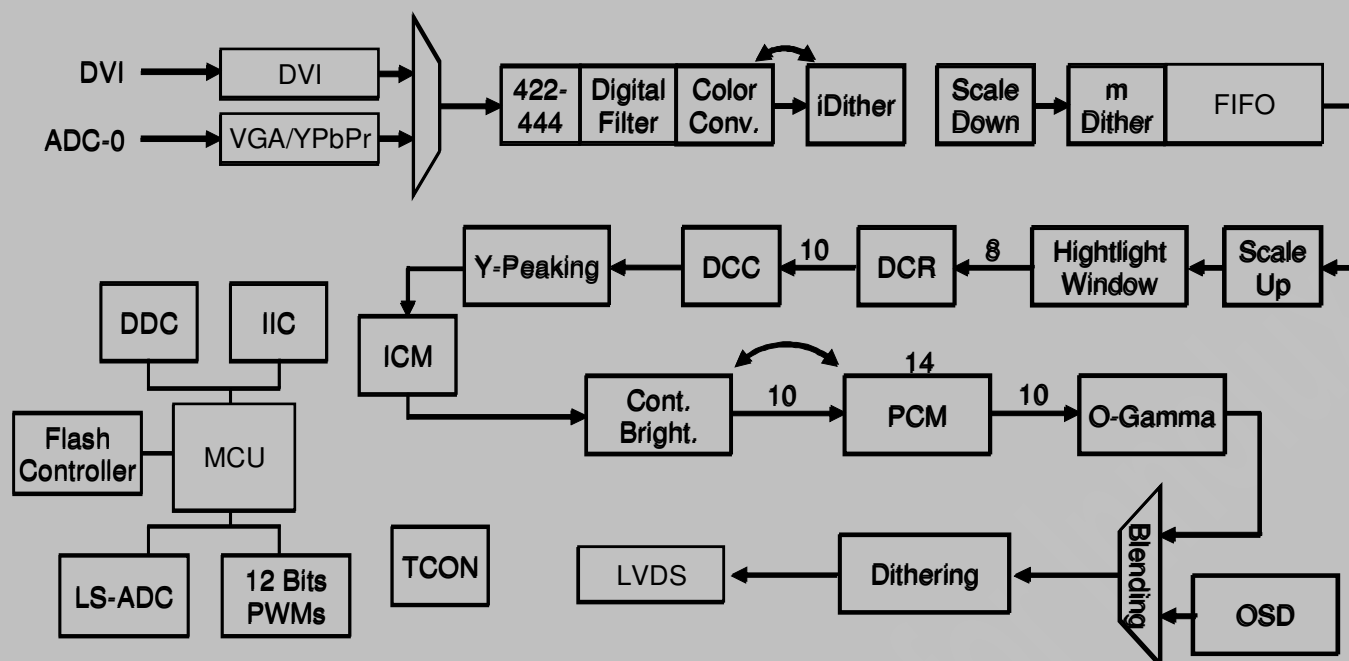 DVI
DVI
ADC-0
VGA/YPbPr
422-
444
Digital
Filter
Color
Conv.
iDither
Scale
Down
m
Dither
FIFO
Y-Peaking
DCC
10
DCR
8
Hightlight
Window
Scale
Up
DDC
IIC
ICM
Flash
Controller
MCU
Cont.
Bright.
10
14
PCM
10
O-Gamma
LS-ADC
12 Bits
PWMs
TCON
LVDS
Dithering
Blending
OSD